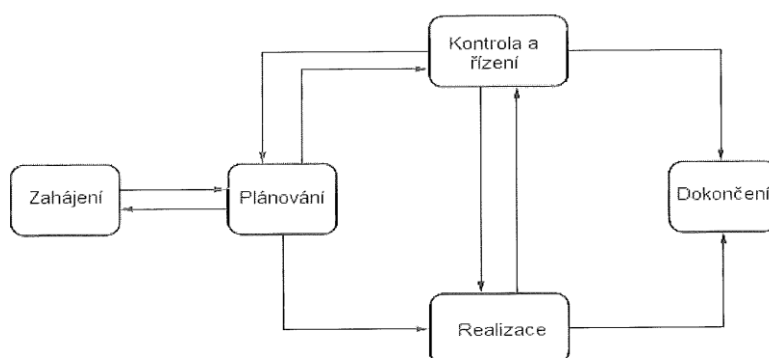 Kontrola a
řízení
Zahájení
Plánování
Dokončení
Realizace